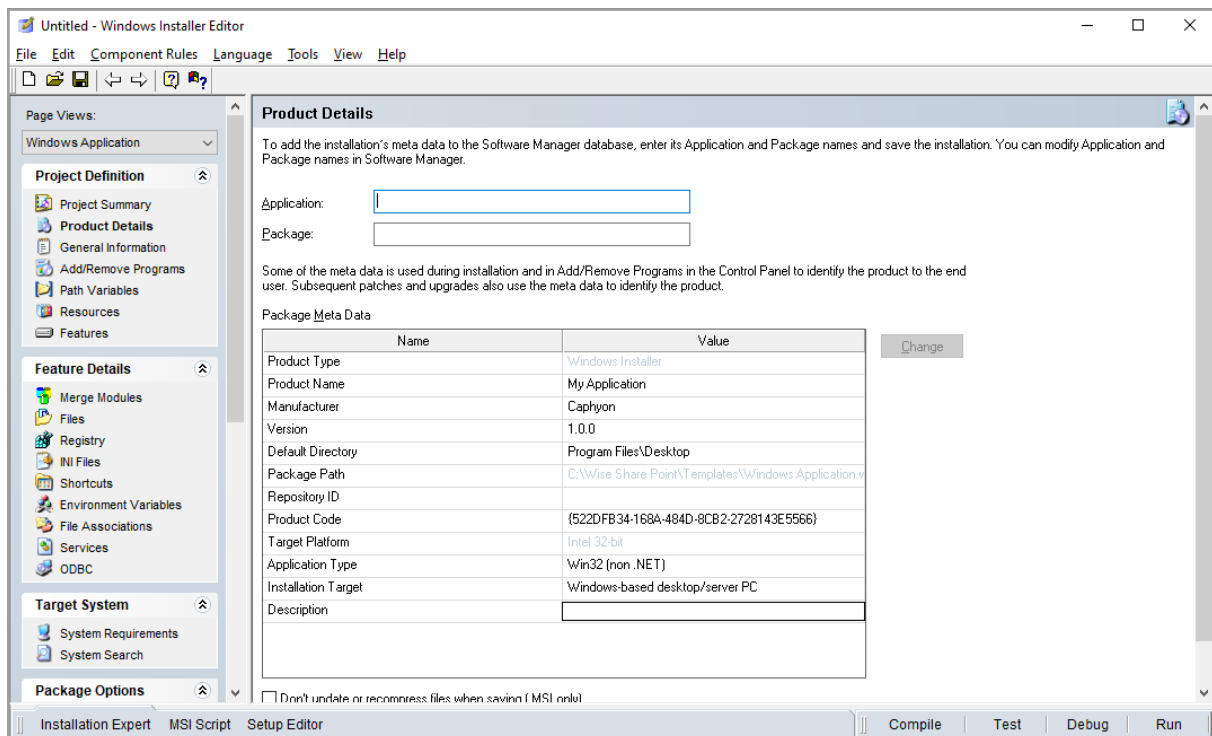 Untitled - Windows Installer Editor
File Edit Component Rules Language Tools View Help
Page Views:
Windows Application
Project Definition
Project Summary
Product Details
General Information
Add/Remove Programs
Path Variables
Resources
Features
Feature Details
Merge Modules
Files
Registry
INI Files
Shortcuts
Environment Variables
File Associations
Services
ODBC
Target System
System Requirements
System Search
Package Options
Product Details
To add the installation's meta data to the Software Manager database, enter its Application and Package names and save the installation. You can modify Application and
Package names in Software Manager.
Application:
Package:
Some of the meta data is used during installation and in Add/Remove Programs in the Control Panel to identify the product to the end
user. Subsequent patches and upgrades also use the meta data to identify the product.
Package Meta Data
Name Value
Change
Product Type Windows Installer
Product Name My Application
Manufacturer Caphyon
Version 1.0.0
Default Directory Program Files\Desktop
Package Path C:\Wise Share Point\Templates\Windows Application.w
Repository ID
Product Code {522DFB34-168A-484D-8CB2-2728143E5566}
Target Platform Intel 32-bit
Application Type Win32 (non .NET)
Installation Target Windows-based desktop/server PC
Description
Don't update or recompress files when saving (.MSI only)
Installation Expert MSI Script Setup Editor
Compile Test Debug Run